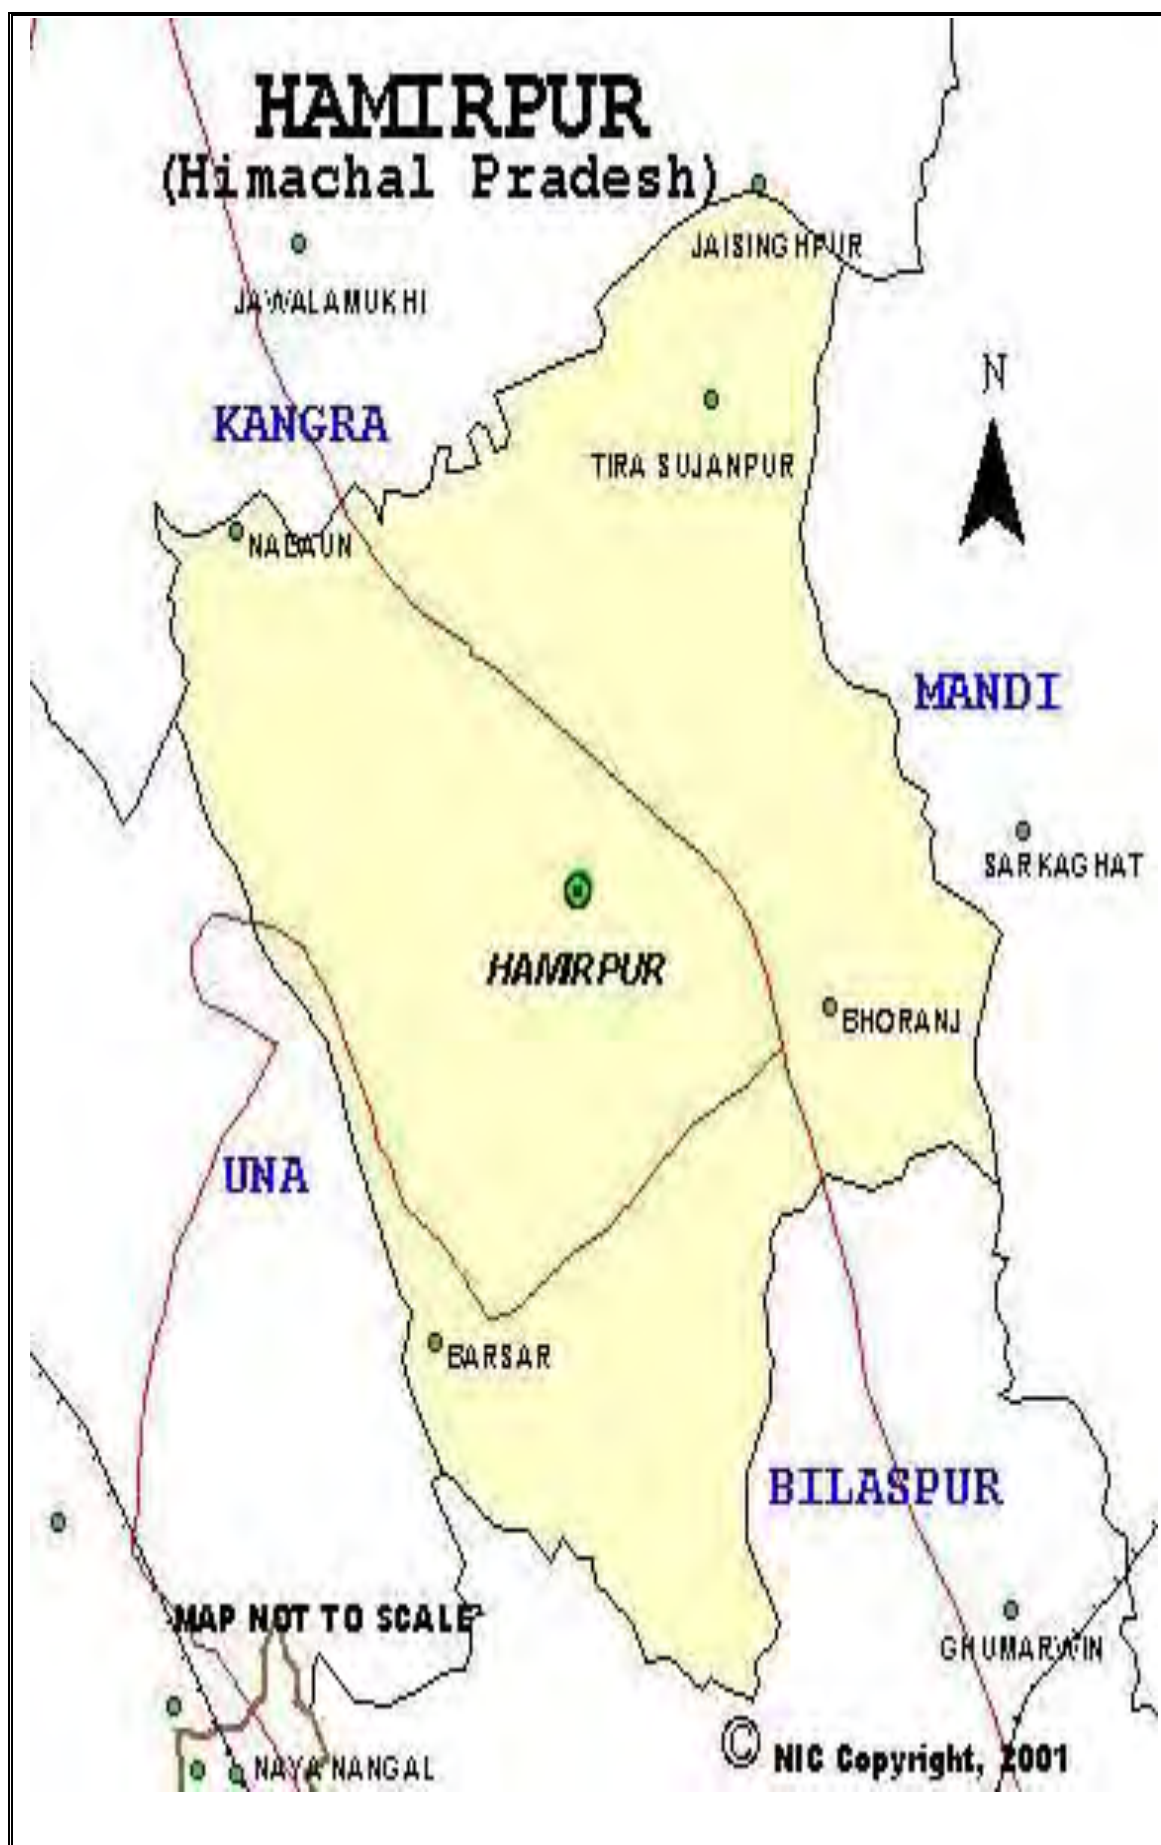 HAMIRPUR
(Himachal Pradesh)
JAISINGHPUR
JAWALAMUKHI
N
KANGRA
TIRA SUJANPUR
NADAUN
MANDI
SARKAGHAT
HAMIRPUR
BHORANJ
UNA
BARSAR
BILASPUR
MAP NOT TO SCALE
GHUMARWIN
© NIC Copyright, 2001
NAYA NANGAL